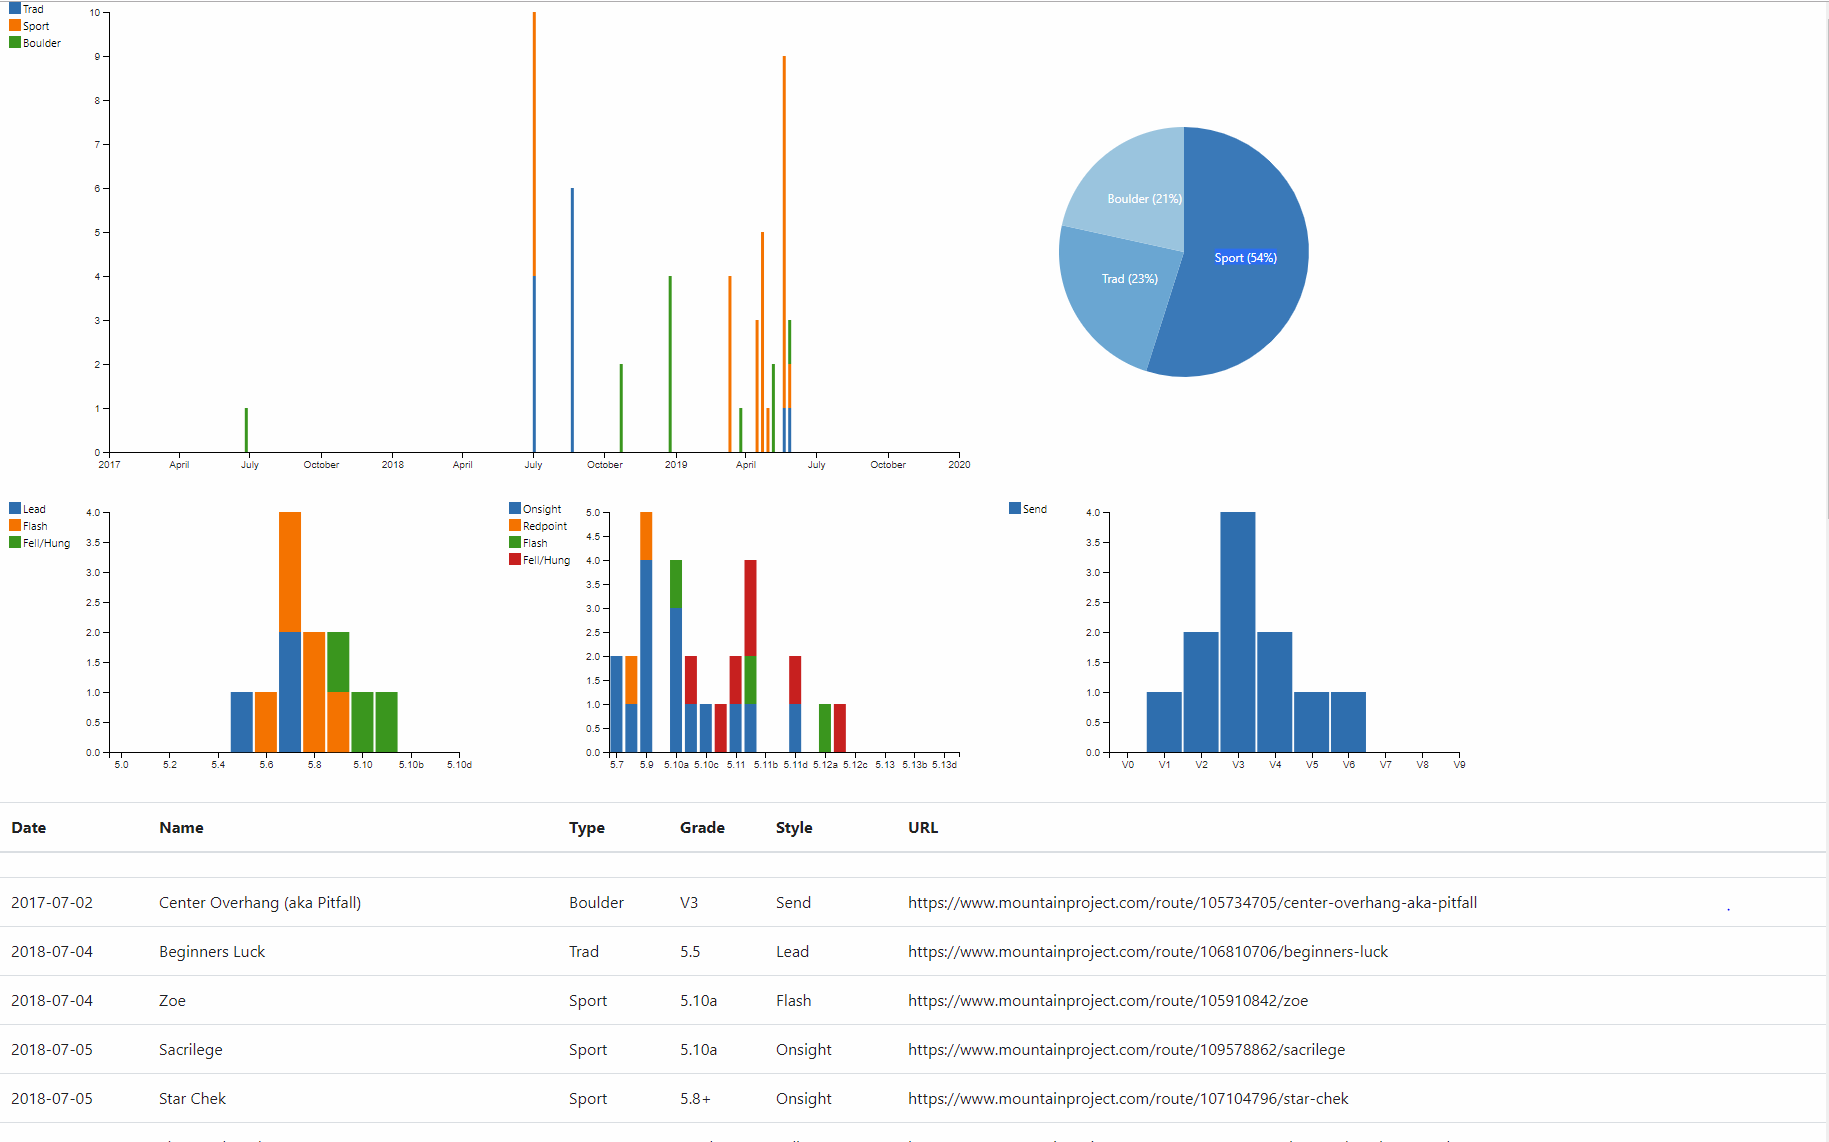 Trad
Sport
Boulder
10
9
8
7
6
5
4
3
2
1
0
2017 April July October 2018 April July October 2019 April July October 2020
Boulder (21%)
Sport (54%)
Trad (23%)
Lead
Flash
Fell/Hung
4.0
3.5
3.0
2.5
2.0
1.5
1.0
0.5
0.0
5.0 5.2 5.4 5.6 5.8 5.10 5.10b 5.10d
Onsight
Redpoint
Flash
Fell/Hung
5.0
4.5
4.0
3.5
3.0
2.5
2.0
1.5
1.0
0.5
0.0
5.7 5.9 5.10a 5.10c 5.11 5.11b 5.11d 5.12a 5.12c 5.13 5.13b 5.13d
Send
4.0
3.5
3.0
2.5
2.0
1.5
1.0
0.5
0.0
V0 V1 V2 V3 V4 V5 V6 V7 V8 V9
Date Name Type Grade Style URL
2017-07-02 Center Overhang (aka Pitfall) Boulder V3 Send https://www.mountainproject.com/route/105734705/center-overhang-aka-pitfall
2018-07-04 Beginners Luck Trad 5.5 Lead https://www.mountainproject.com/route/106810706/beginners-luck
2018-07-04 Zoe Sport 5.10a Flash https://www.mountainproject.com/route/105910842/zoe
2018-07-05 Sacrilege Sport 5.10a Onsight https://www.mountainproject.com/route/109578862/sacrilege
2018-07-05 Star Chek Sport 5.8+ Onsight https://www.mountainproject.com/route/107104796/star-chek